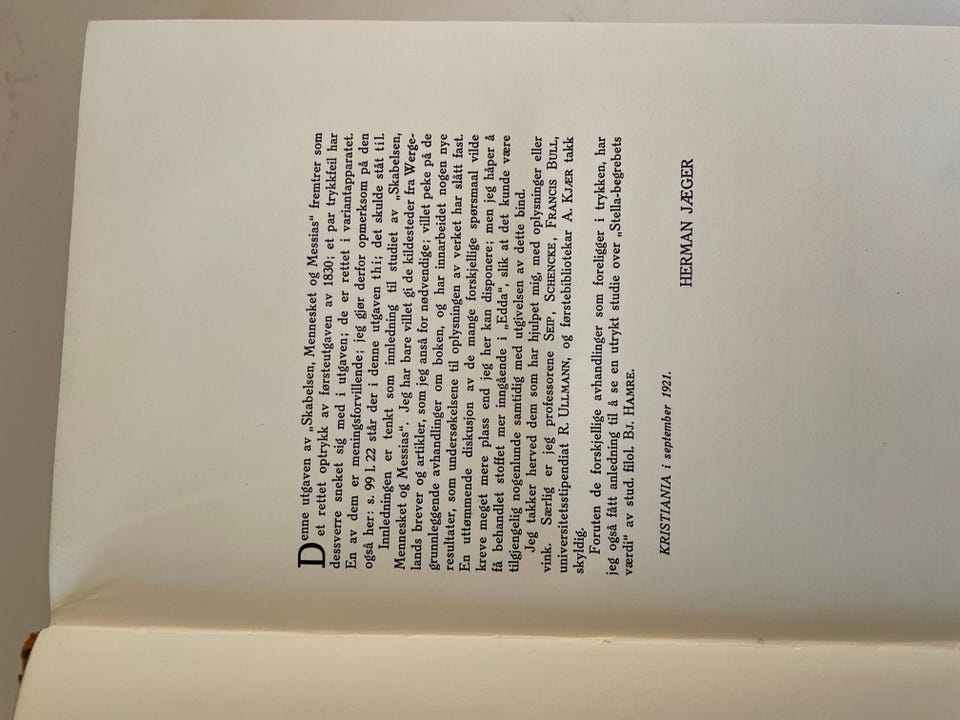 Denne utgaven av „Skabelsen, Mennesket og Messias" fremtrer som
et rettet optrykk av førsteutgaven av 1830; et par trykkfeil har
dessverre sneket sig med i utgaven; de er rettet i variantapparatet.
En av dem er meningsforvillende; jeg gjør derfor opmerksom på den
også her: s. 99 l. 22 står der i denne utgaven thi; det skulde ståt til.
Innledningen er tenkt som innledning til studiet av „Skabelsen,
Mennesket og Messias". Jeg har bare villet gi de kildesteder fra Werge-
lands brever og artikler, som jeg anså for nødvendige; villet peke på de
grunnleggende avhandlinger om boken, og har innarbeidet nogen nye
resultater, som undersøkelsene til oplysningen av verket har slått fast.
En uttømmende diskusjon av de mange forskjellige spørsmaal vilde
kreve meget mere plass end jeg her kan disponere; men jeg håper å
få behandlet stoffet mer inngående i „Edda", slik at det kunde være
tilgjengelig nogenlunde samtidig med utgivelsen av dette bind.
Jeg takker herved dem som har hjulpet mig, med oplysninger eller
vink. Særlig er jeg professorene SEIP, SCHENCKE, FRANCIS BULL,
universitetsstipendiat R. ULLMANN, og førstebibliotekar A. KJÆR takk
skyldig.
Foruten de forskjellige avhandlinger som foreligger i trykken, har
jeg også fått anledning til å se en utrykt studie over „Stella-begrebets
værdi" av stud. filol. BJ. HAMRE.
KRISTIANIA i september 1921.
HERMAN JÆGER